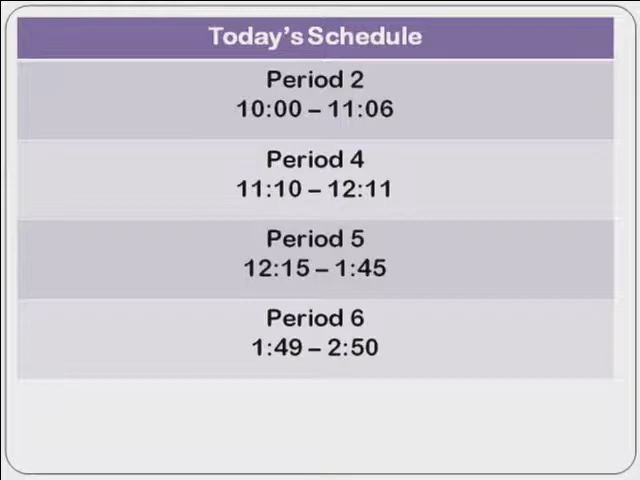 Today's Schedule
Period 2
10:00 – 11:06
Period 4
11:10 – 12:11
Period 5
12:15 – 1:45
Period 6
1:49 – 2:50